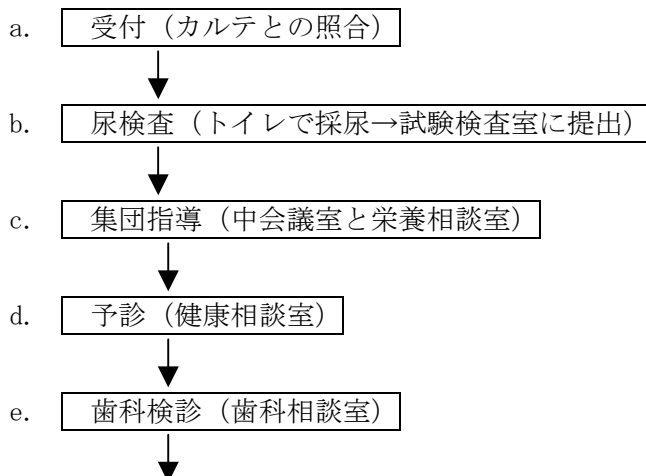 a. 受付（カルテとの照合）
b. 尿検査（トイレで採尿→試験検査室に提出）
c. 集団指導（中会議室と栄養相談室）
d. 予診（健康相談室）
e. 歯科検診（歯科相談室）